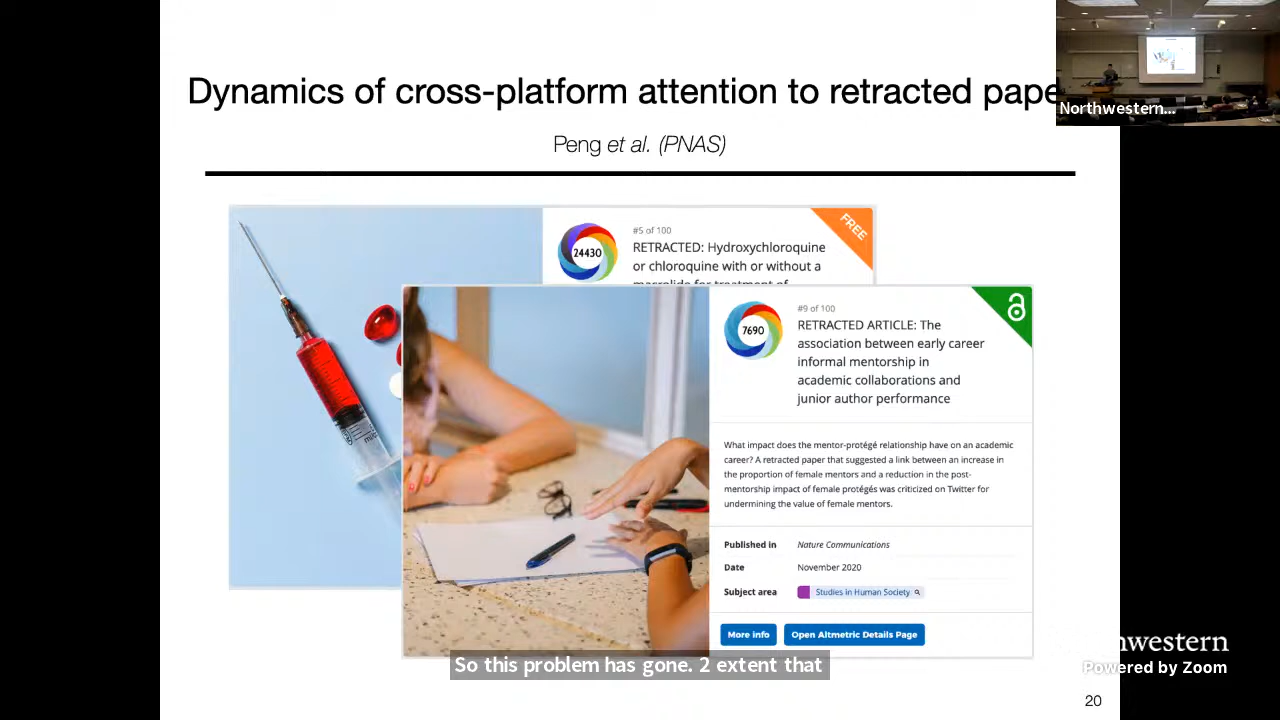 Dynamics of cross-platform attention to retracted pape
Northwestern...
Peng et al. (PNAS)
24430
#5 of 100
RETRACTED: Hydroxychloroquine
or chloroquine with or without a
FREE
7690
#9 of 100
RETRACTED ARTICLE: The
association between early career
informal mentorship in
academic collaborations and
junior author performance
What impact does the mentor-protégé relationship have on an academic
career? A retracted paper that suggested a link between an increase in
the proportion of female mentors and a reduction in the post-
mentorship impact of female protégés was criticized on Twitter for
undermining the value of female mentors.
Published in Nature Communications
Date November 2020
Subject area Studies in Human Society
More info Open Altmetric Details Page
So this problem has gone. 2 extent that
hwestern
Powered by Zoom
20